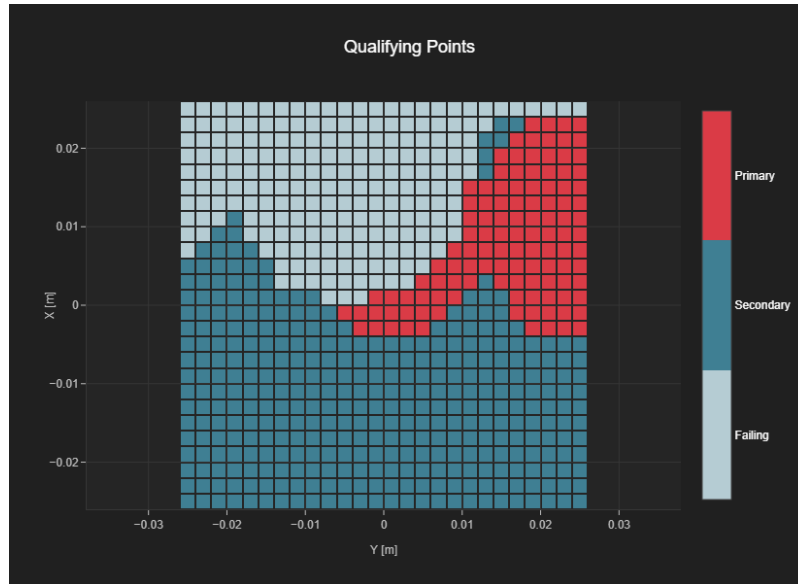 Qualifying Points
0.02
0.01
0
−0.01
−0.02
X [m]
−0.03
−0.02
−0.01
0
0.01
0.02
0.03
Y [m]
Primary
Secondary
Failing